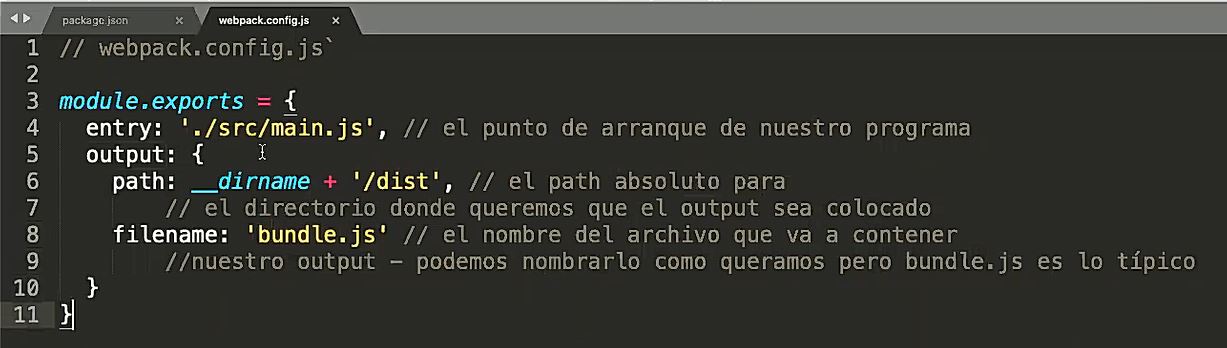 package.json × webpack.config.js ×
1 // webpack.config.js`
2
3 module.exports = {
4 entry: './src/main.js', // el punto de arranque de nuestro programa
5 output: {
6 path: __dirname + '/dist', // el path absoluto para
7 // el directorio donde queremos que el output sea colocado
8 filename: 'bundle.js' // el nombre del archivo que va a contener
9 //nuestro output – podemos nombrarlo como queramos pero bundle.js es lo típico
10 }
11 }